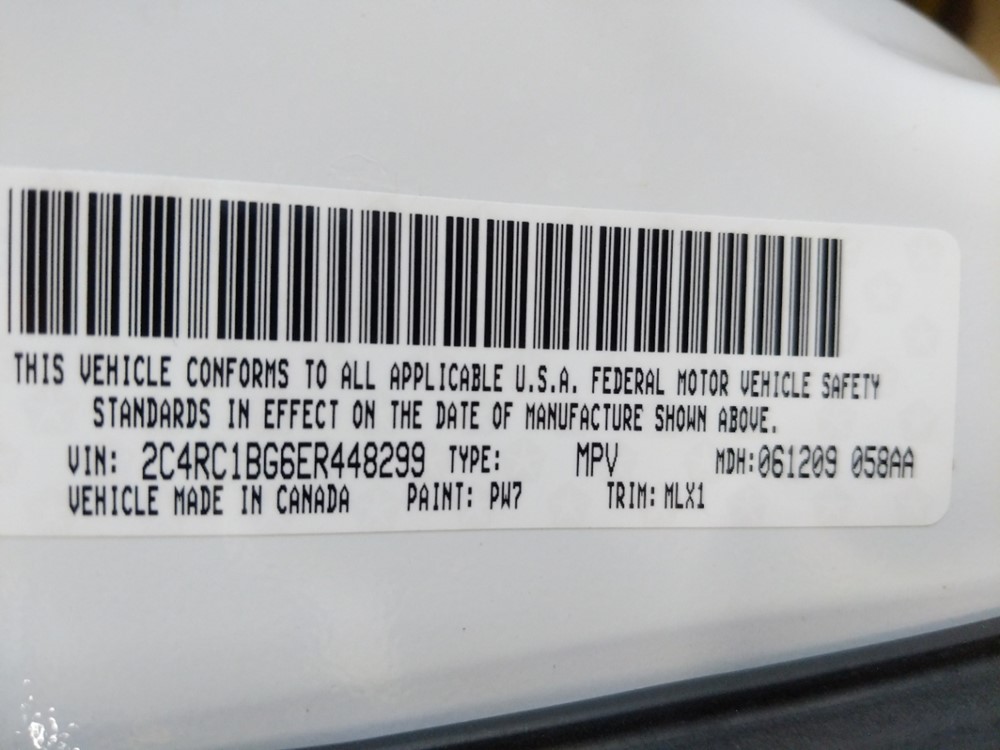 THIS VEHICLE CONFORMS TO ALL APPLICABLE U.S.A. FEDERAL MOTOR VEHICLE SAFETY
STANDARDS IN EFFECT ON THE DATE OF MANUFACTURE SHOWN ABOVE.
VIN: 2C4RC1BG6ER448299 TYPE: MPV MDH:061209 058AA
VEHICLE MADE IN CANADA PAINT: PW7 TRIM: MLX1